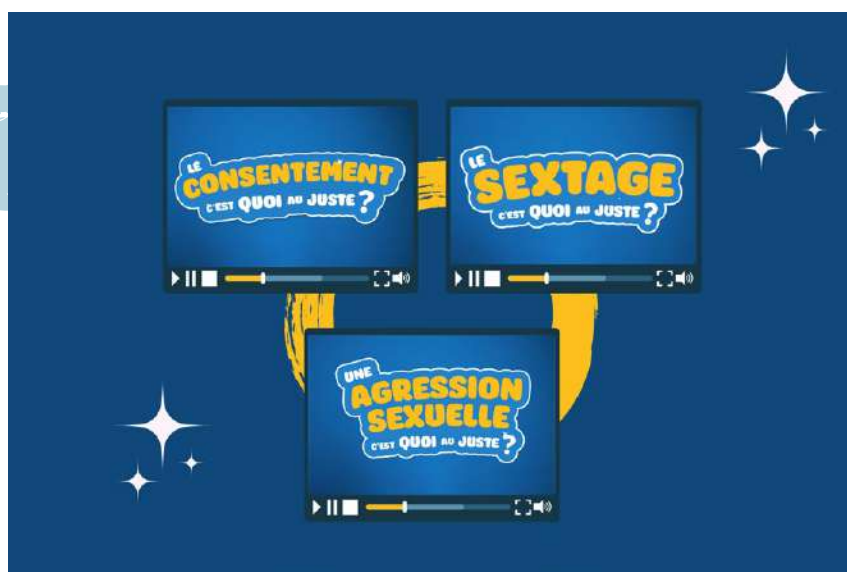 LE
CONSENTEMENT
C'EST QUOI AU JUSTE ?
LE
SEXTAGE
C'EST QUOI AU JUSTE ?
UNE
AGRESSION
SEXUELLE
C'EST QUOI AU JUSTE ?